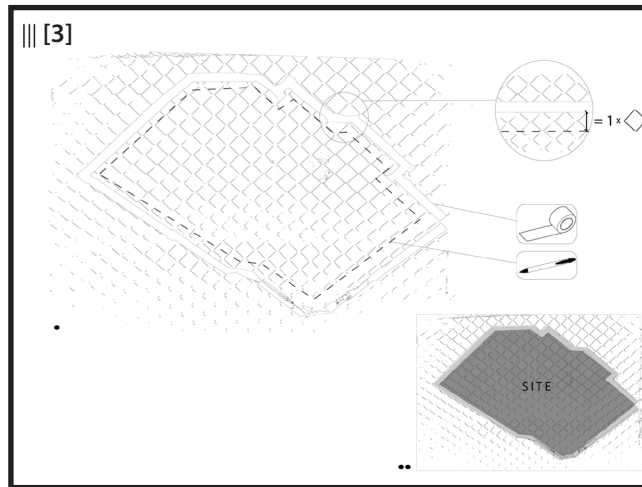 ||| [3]
= 1 x
SITE